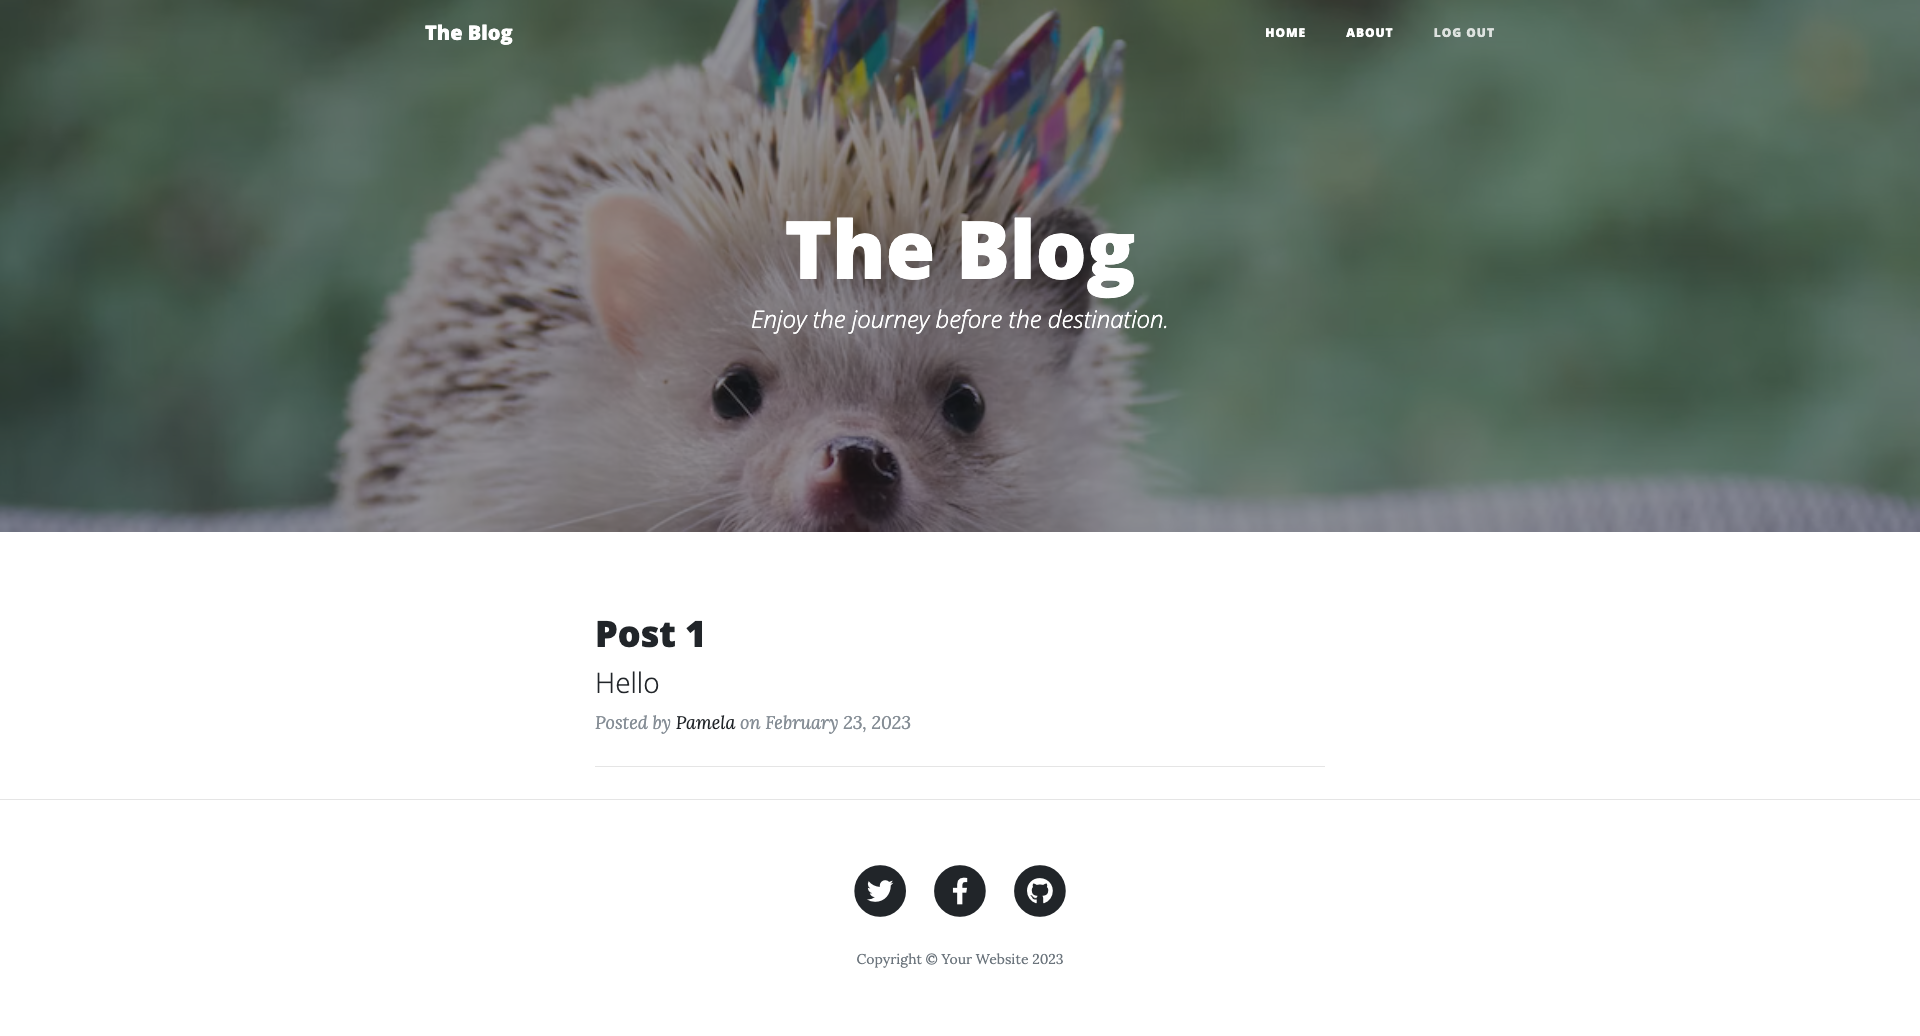 The Blog
HOME ABOUT LOG OUT
The Blog
Enjoy the journey before the destination.
Post 1
Hello
Posted by Pamela on February 23, 2023
Copyright © Your Website 2023